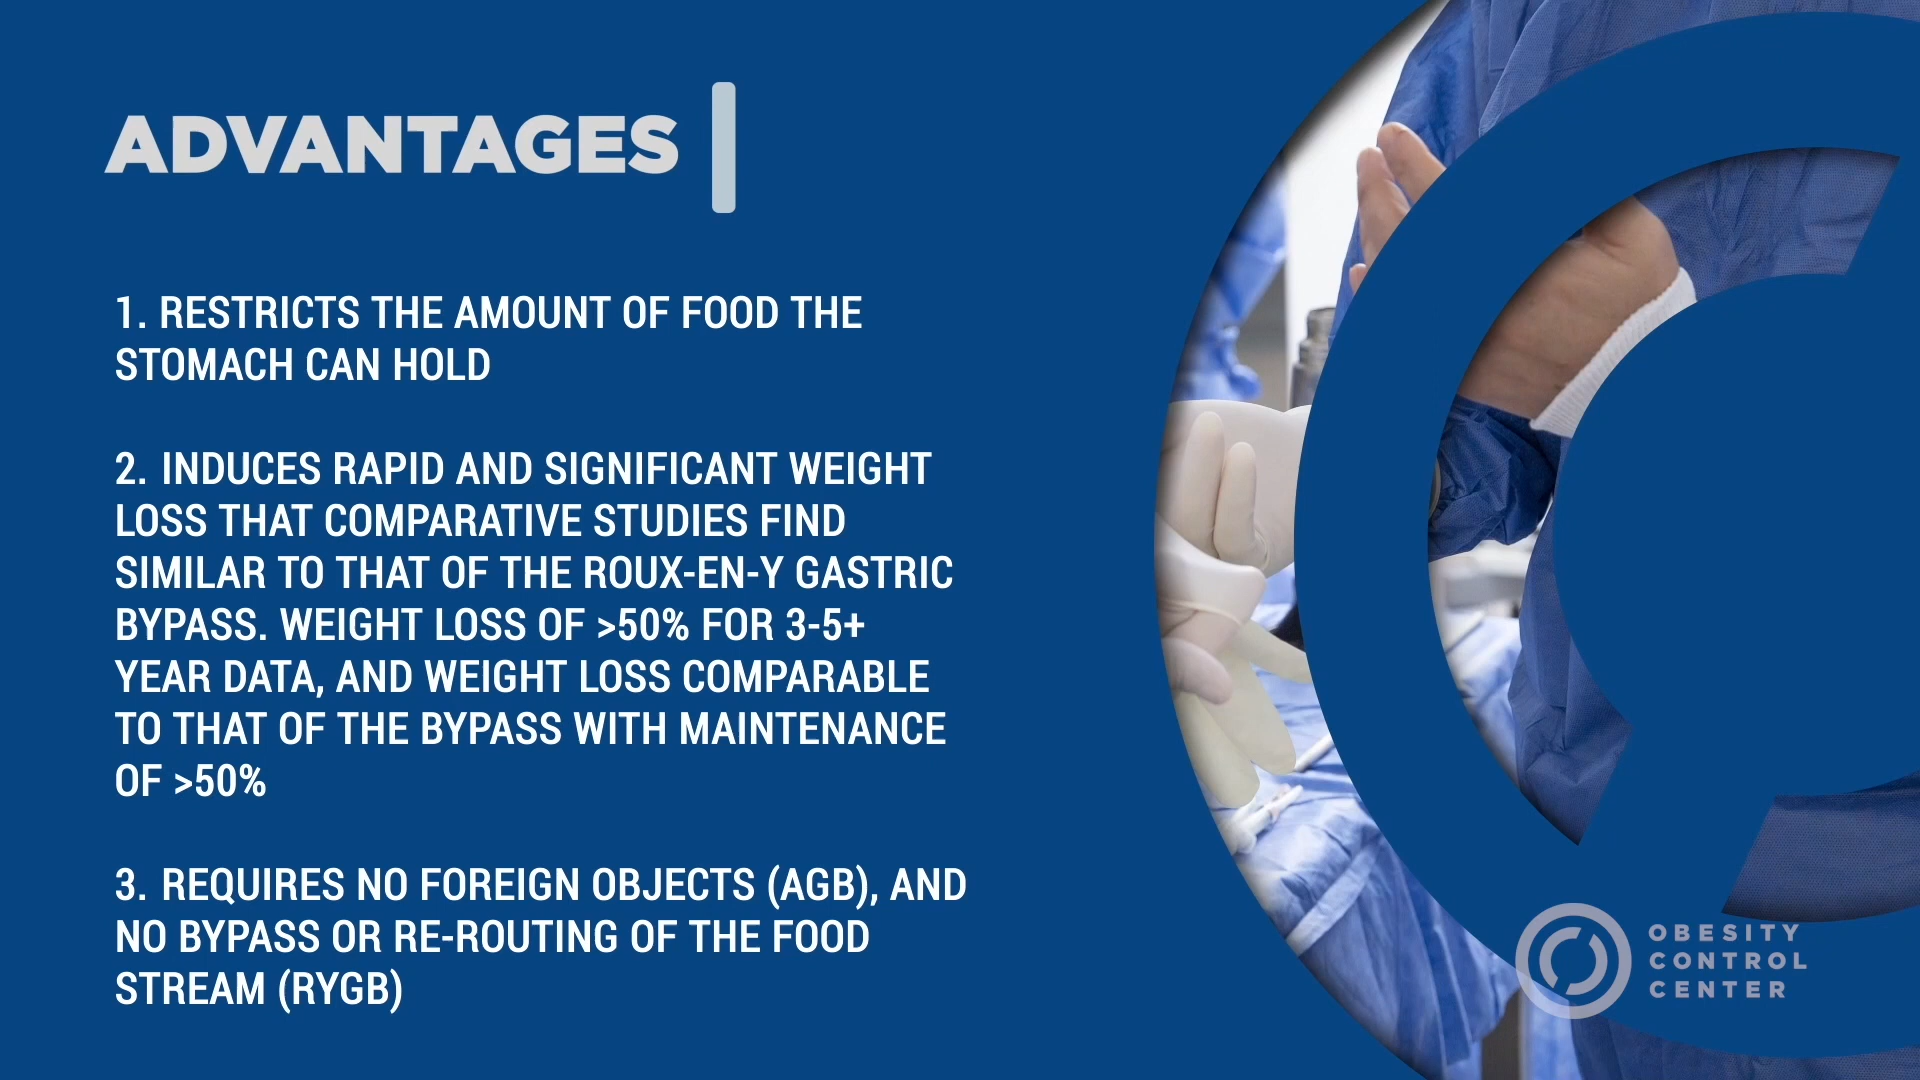 ADVANTAGES
1. RESTRICTS THE AMOUNT OF FOOD THE
STOMACH CAN HOLD
2. INDUCES RAPID AND SIGNIFICANT WEIGHT
LOSS THAT COMPARATIVE STUDIES FIND
SIMILAR TO THAT OF THE ROUX-EN-Y GASTRIC
BYPASS. WEIGHT LOSS OF >50% FOR 3-5+
YEAR DATA, AND WEIGHT LOSS COMPARABLE
TO THAT OF THE BYPASS WITH MAINTENANCE
OF >50%
3. REQUIRES NO FOREIGN OBJECTS (AGB), AND
NO BYPASS OR RE-ROUTING OF THE FOOD
STREAM (RYGB)
OBESITY
CONTROL
CENTER